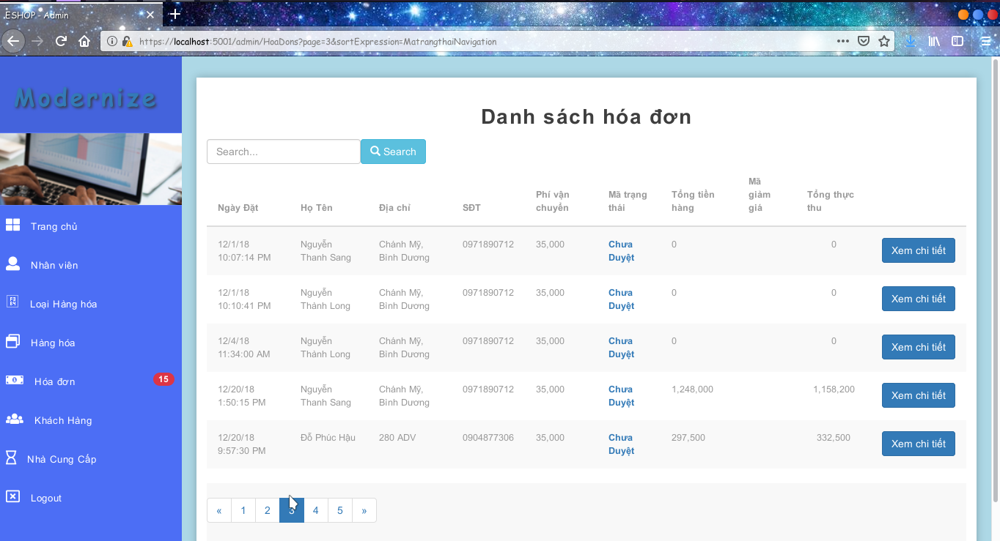 ESHOP - Admin
https://localhost:5001/admin/HoaDons?page=3&sortExpression=MatrangthaiNavigation
Modernize
Trang chủ
Nhân viên
Loại Hàng hóa
Hàng hóa
Hóa đơn 15
Khách Hàng
Nhà Cung Cấp
Logout
Danh sách hóa đơn
Search... Search
Ngày Đặt Họ Tên Địa chỉ SĐT Phí vận chuyển Mã trạng thái Tổng tiền hàng Mã giảm giá Tổng thực thu
12/1/18 Nguyễn Chánh Mỹ, 0971890712 35,000 Chưa 0 0 Xem chi tiết
10:07:14 PM Thanh Sang Bình Dương Duyệt
12/1/18 Nguyễn Chánh Mỹ, 0971890712 35,000 Chưa 0 0 Xem chi tiết
10:10:41 PM Thành Long Bình Dương Duyệt
12/4/18 Nguyễn Chánh Mỹ, 0971890712 35,000 Chưa 0 0 Xem chi tiết
11:34:00 AM Thành Long Bình Dương Duyệt
12/20/18 Nguyễn Chánh Mỹ, 0971890712 35,000 Chưa 1,248,000 1,158,200 Xem chi tiết
1:50:15 PM Thanh Sang Bình Dương Duyệt
12/20/18 Đỗ Phúc Hậu 280 ADV 0904877306 35,000 Chưa 297,500 332,500 Xem chi tiết
9:57:30 PM Duyệt
« 1 2 3 4 5 »